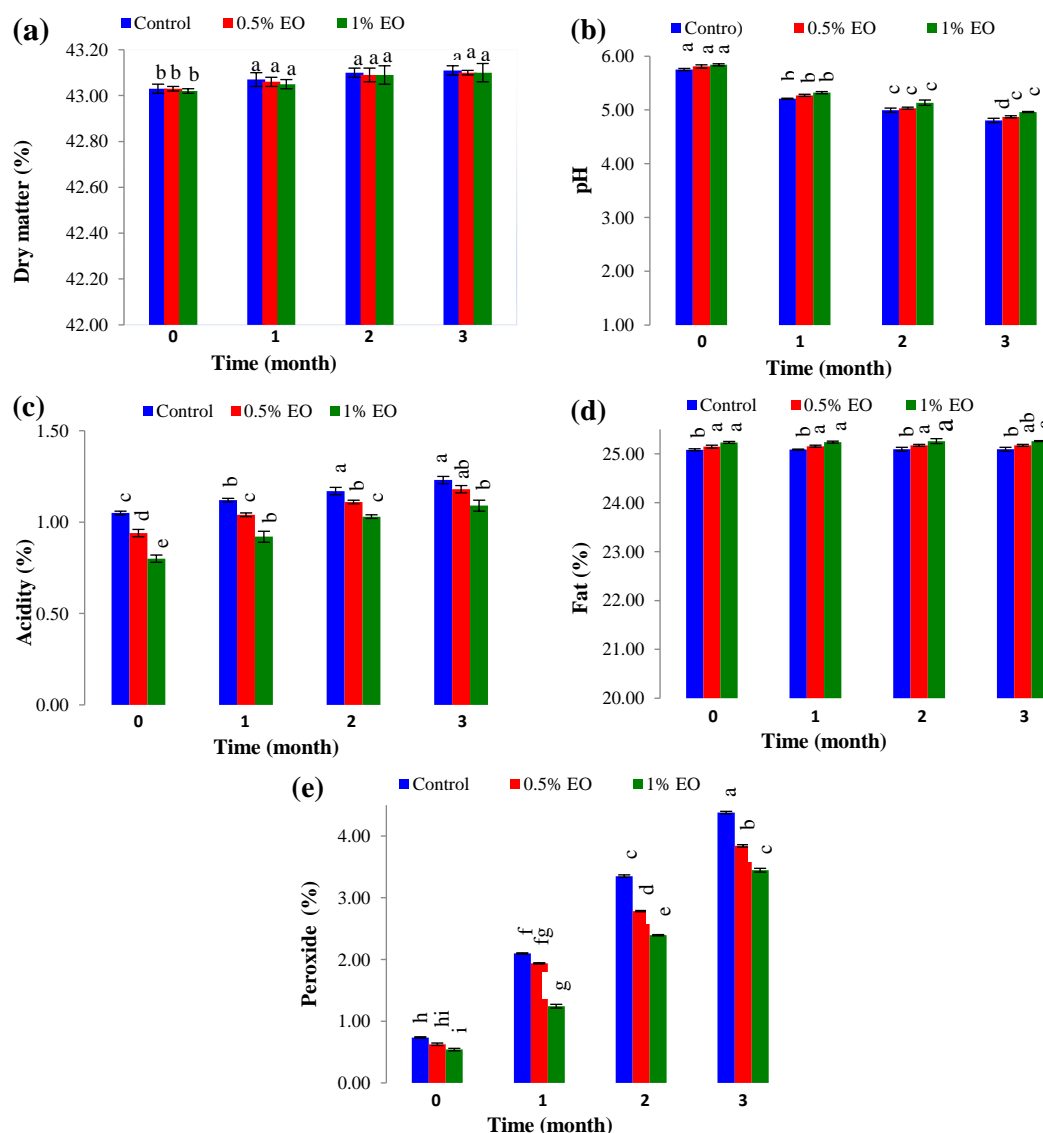 (a)
Control 0.5% EO 1% EO
43.20
43.00
42.80
42.60
42.40
42.20
42.00
Dry matter (%)
b b b
a a a
a a a
a a a
0 1 2 3
Time (month)
(b)
Contro) 0.5% EO 1% EO
6.00
5.00
4.00
3.00
2.00
1.00
pH
a a a
b b b
c c c
c d c c
0 1 2 3
Time (month)
(c)
Control 0.5% EO 1% EO
1.50
1.00
0.50
0.00
Acidity (%)
c d e
b c b
a b c
a ab b
0 1 2 3
Time (month)
(d)
Control 0.5% EO 1% EO
25.00
24.00
23.00
22.00
21.00
20.00
Fat (%)
b a a
b a a
b a a
b ab a
0 1 2 3
Time (month)
(e)
Control 0.5% EO 1% EO
4.00
3.00
2.00
1.00
0.00
Peroxide (%)
h hi i
f fg g
c d e
a b c
0 1 2 3
Time (month)